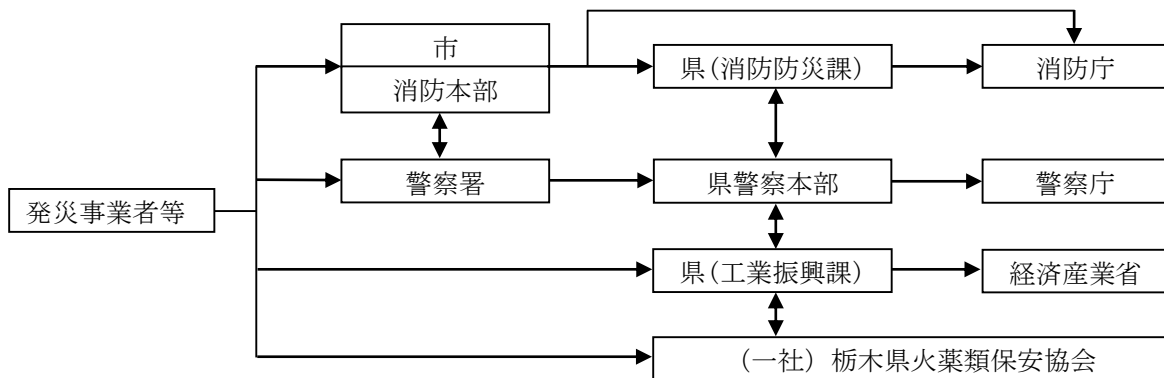 市
消防本部
県(消防防災課)
消防庁
警察署
県警察本部
警察庁
発災事業者等
県(工業振興課)
経済産業省
(一社) 栃木県火薬類保安協会